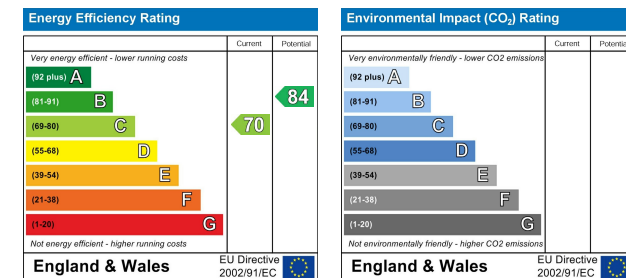 Energy Efficiency Rating
Current Potential
Very energy efficient - lower running costs
(92 plus) A
(81-91) B
84
(69-80) C
70
(55-68) D
(39-54) E
(21-38) F
(1-20) G
Not energy efficient - higher running costs
England & Wales
EU Directive
2002/91/EC
Environmental Impact (CO₂) Rating
Current Potential
Very environmentally friendly - lower CO2 emissions
(92 plus) A
(81-91) B
(69-80) C
(55-68) D
(39-54) E
(21-38) F
(1-20) G
Not environmentally friendly - higher CO2 emissions
England & Wales
EU Directive
2002/91/EC